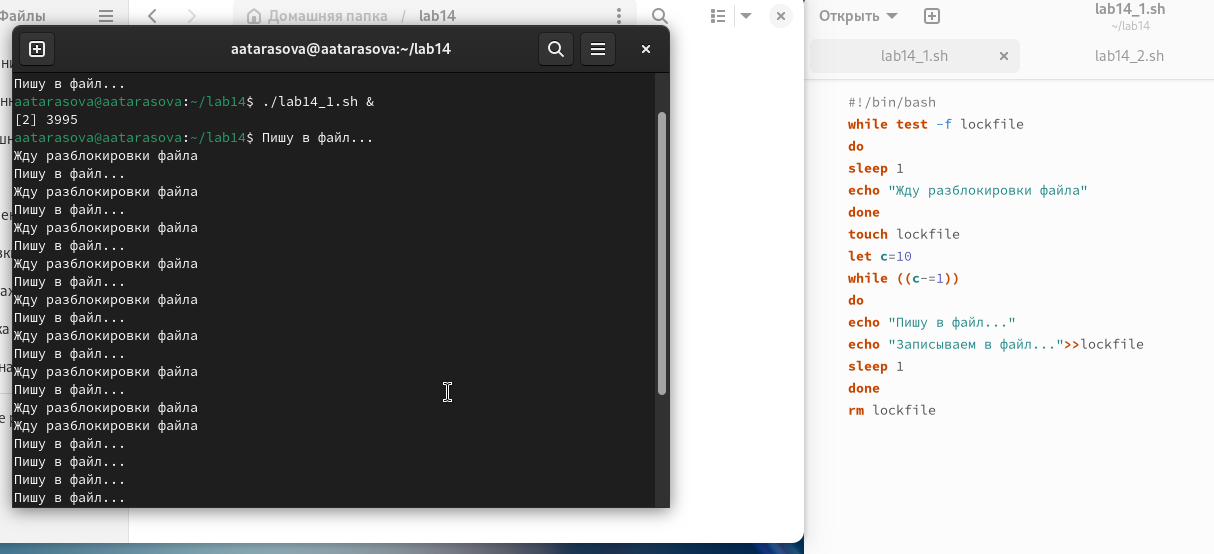 Файлы
Домашняя папка / lab14
Открыть
lab14_1.sh
~/lab14
aatarasova@aatarasova:~/lab14
lab14_1.sh
lab14_2.sh
Пишу в файл...
aatarasova@aatarasova:~/lab14$ ./lab14_1.sh &
[2] 3995
aatarasova@aatarasova:~/lab14$ Пишу в файл...
Жду разблокировки файла
Пишу в файл...
Жду разблокировки файла
Пишу в файл...
Жду разблокировки файла
Пишу в файл...
Жду разблокировки файла
Пишу в файл...
Жду разблокировки файла
Пишу в файл...
Жду разблокировки файла
Пишу в файл...
Жду разблокировки файла
Пишу в файл...
Жду разблокировки файла
Жду разблокировки файла
Пишу в файл...
Пишу в файл...
Пишу в файл...
Пишу в файл...
#!/bin/bash
while test -f lockfile
do
sleep 1
echo "Жду разблокировки файла"
done
touch lockfile
let c=10
while ((c-=1))
do
echo "Пишу в файл..."
echo "Записываем в файл...">>lockfile
sleep 1
done
rm lockfile